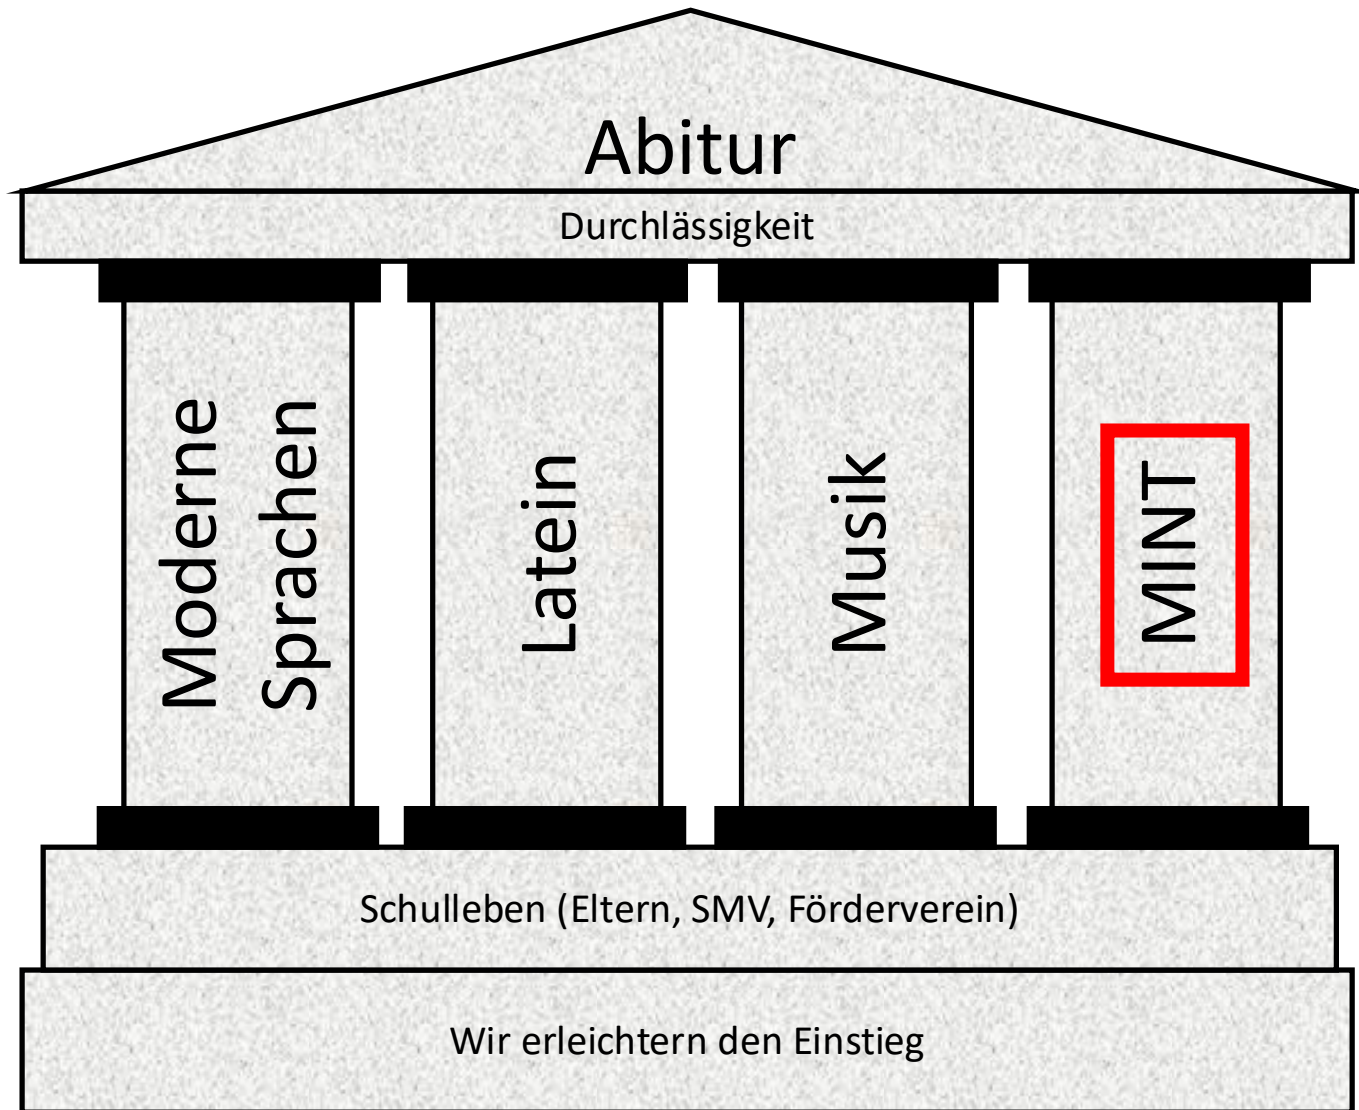 Abitur
Durchlässigkeit
Moderne
Sprachen
Latein
Musik
MINT
Schulleben (Eltern, SMV, Förderverein)
Wir erleichtern den Einstieg